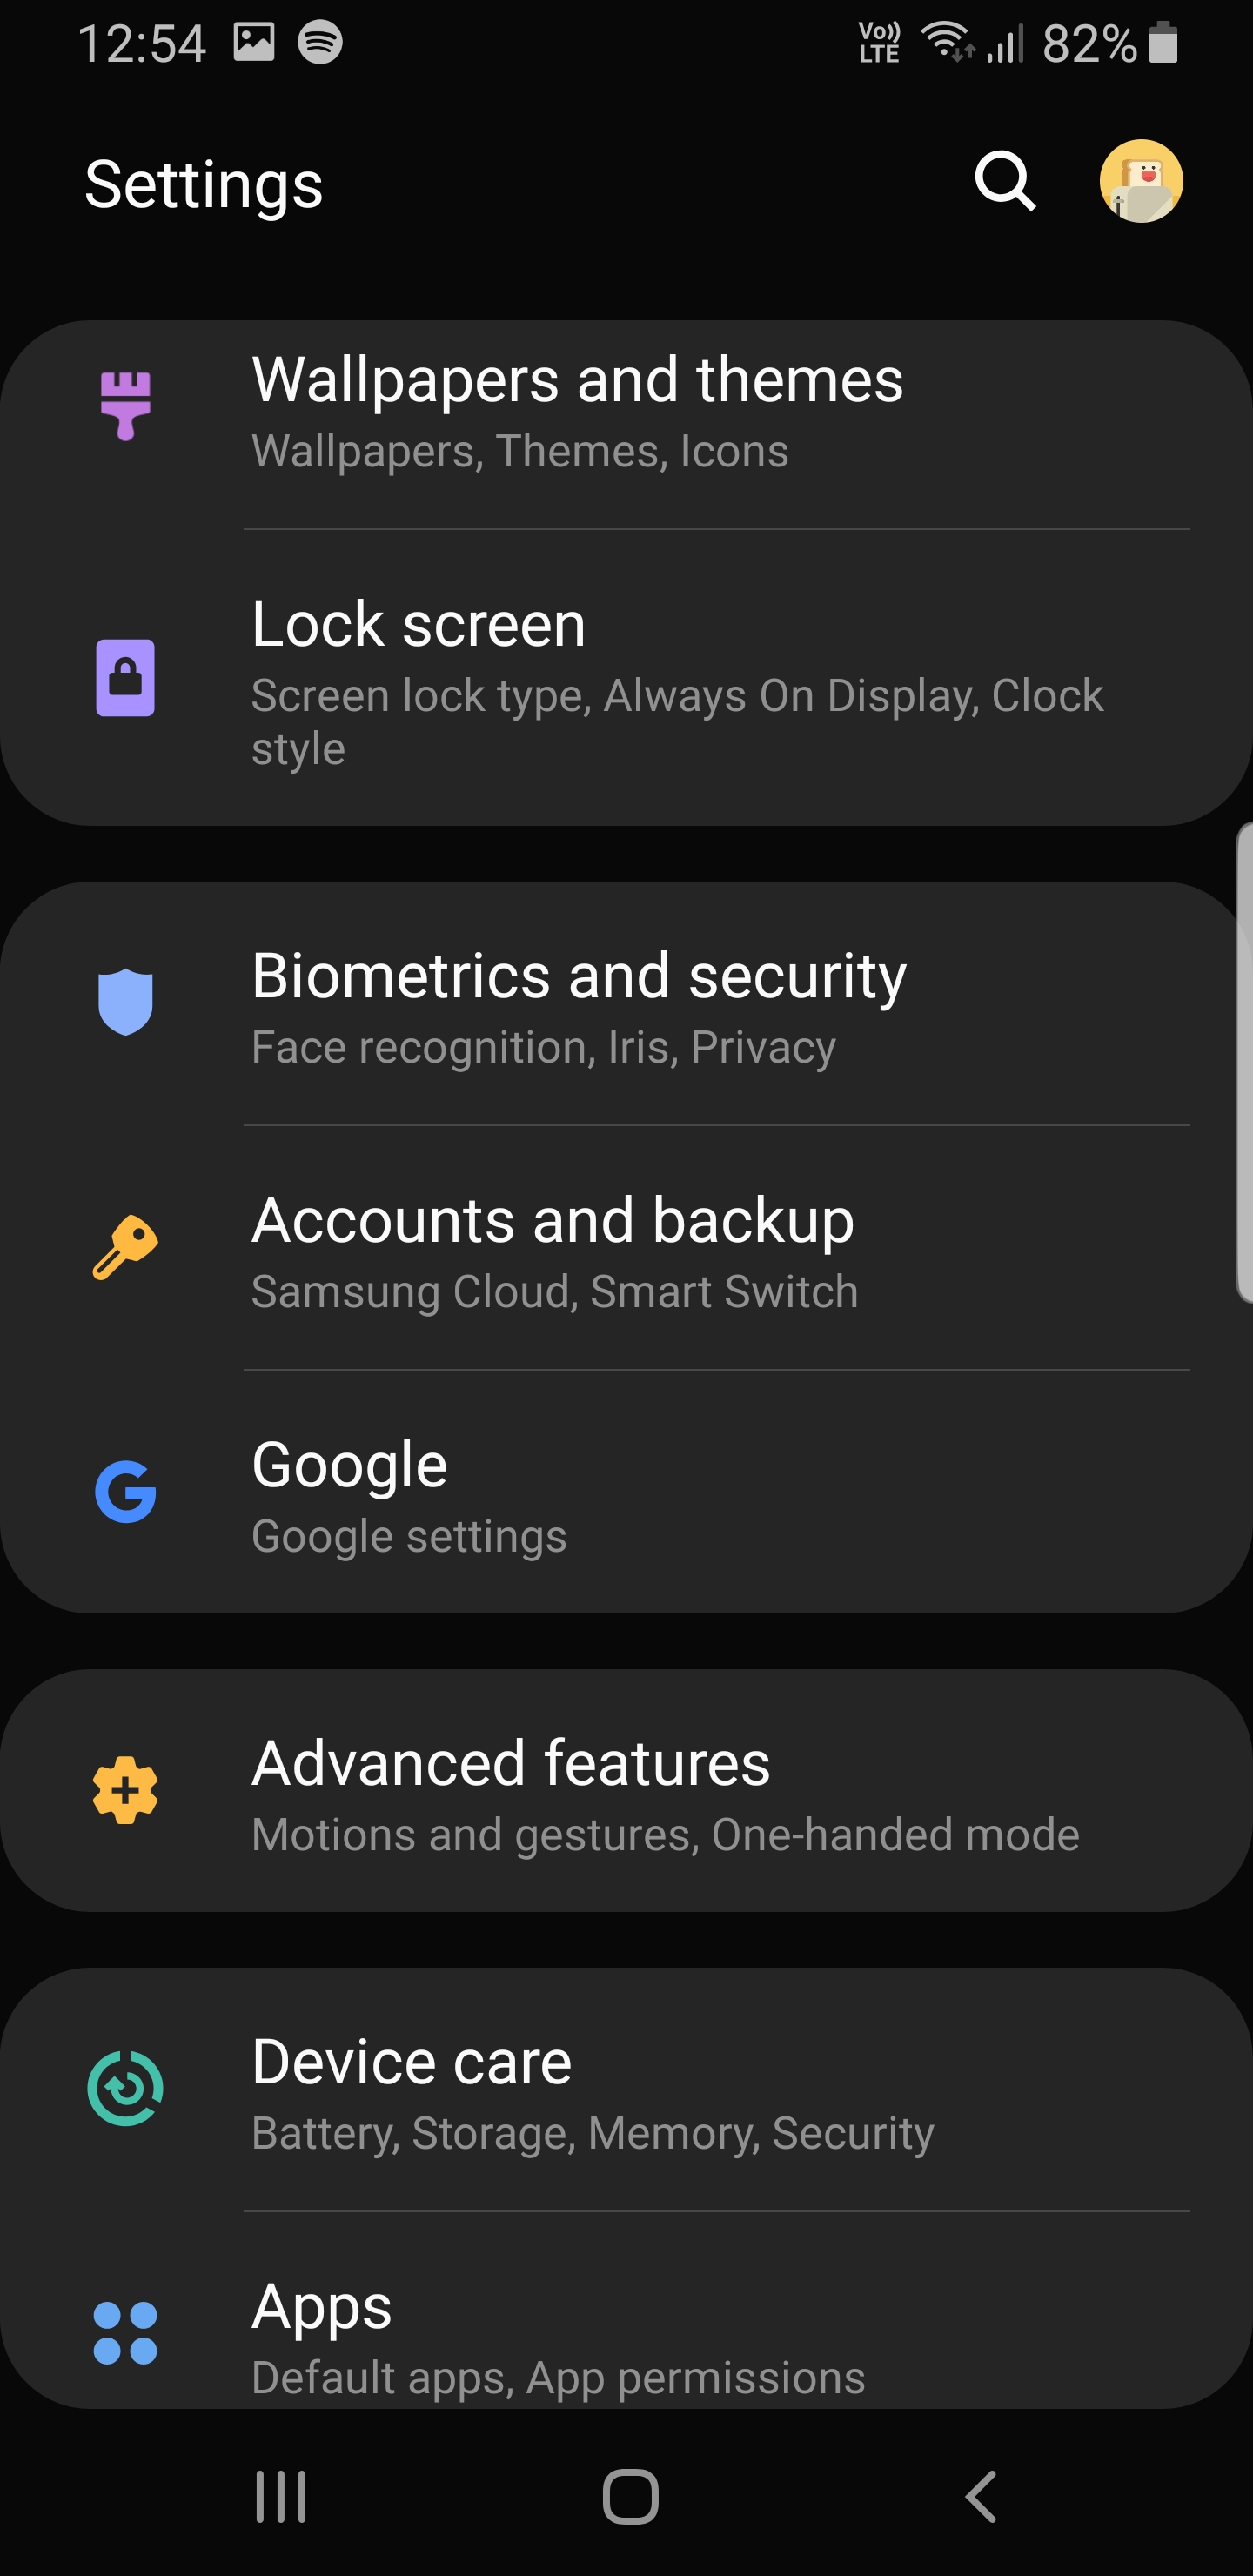 12:54
Vo)) LTE 82%
Settings
Wallpapers and themes
Wallpapers, Themes, Icons
Lock screen
Screen lock type, Always On Display, Clock
style
Biometrics and security
Face recognition, Iris, Privacy
Accounts and backup
Samsung Cloud, Smart Switch
Google
Google settings
Advanced features
Motions and gestures, One-handed mode
Device care
Battery, Storage, Memory, Security
Apps
Default apps, App permissions